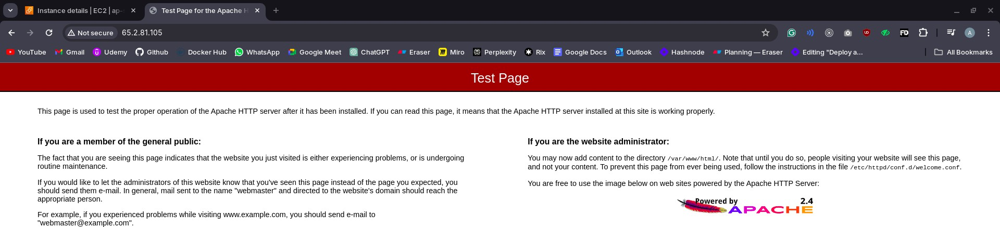 Instance details | EC2 | ap-s
Test Page for the Apache H
Not secure
65.2.81.105
A
YouTube
Gmail
Udemy
Github
Docker Hub
WhatsApp
Google Meet
ChatGPT
Eraser
Miro
Perplexity
Rix
Google Docs
Outlook
Hashnode
Planning — Eraser
Editing "Deploy a...
All Bookmarks
Test Page
This page is used to test the proper operation of the Apache HTTP server after it has been installed. If you can read this page, it means that the Apache HTTP server installed at this site is working properly.
If you are a member of the general public:
The fact that you are seeing this page indicates that the website you just visited is either experiencing problems, or is undergoing
routine maintenance.
If you would like to let the administrators of this website know that you've seen this page instead of the page you expected, you
should send them e-mail. In general, mail sent to the name "webmaster" and directed to the website's domain should reach the
appropriate person.
For example, if you experienced problems while visiting www.example.com, you should send e-mail to
"webmaster@example.com".
If you are the website administrator:
You may now add content to the directory /var/www/html/. Note that until you do so, people visiting your website will see this page,
and not your content. To prevent this page from ever being used, follow the instructions in the file /etc/httpd/conf.d/welcome.conf.
You are free to use the image below on web sites powered by the Apache HTTP Server:
Powered by 2.4
APACHE